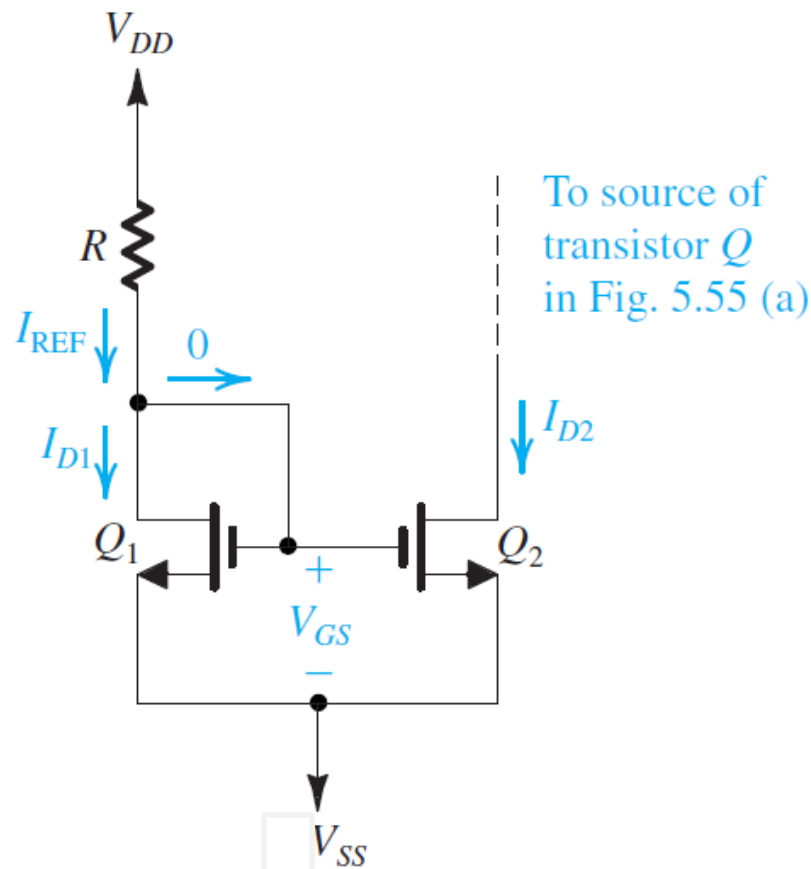 V_DD
R
To source of
transistor Q
in Fig. 5.55 (a)
I_REF
0
I_D1
I_D2
Q_1
Q_2
+
V_GS
−
V_SS